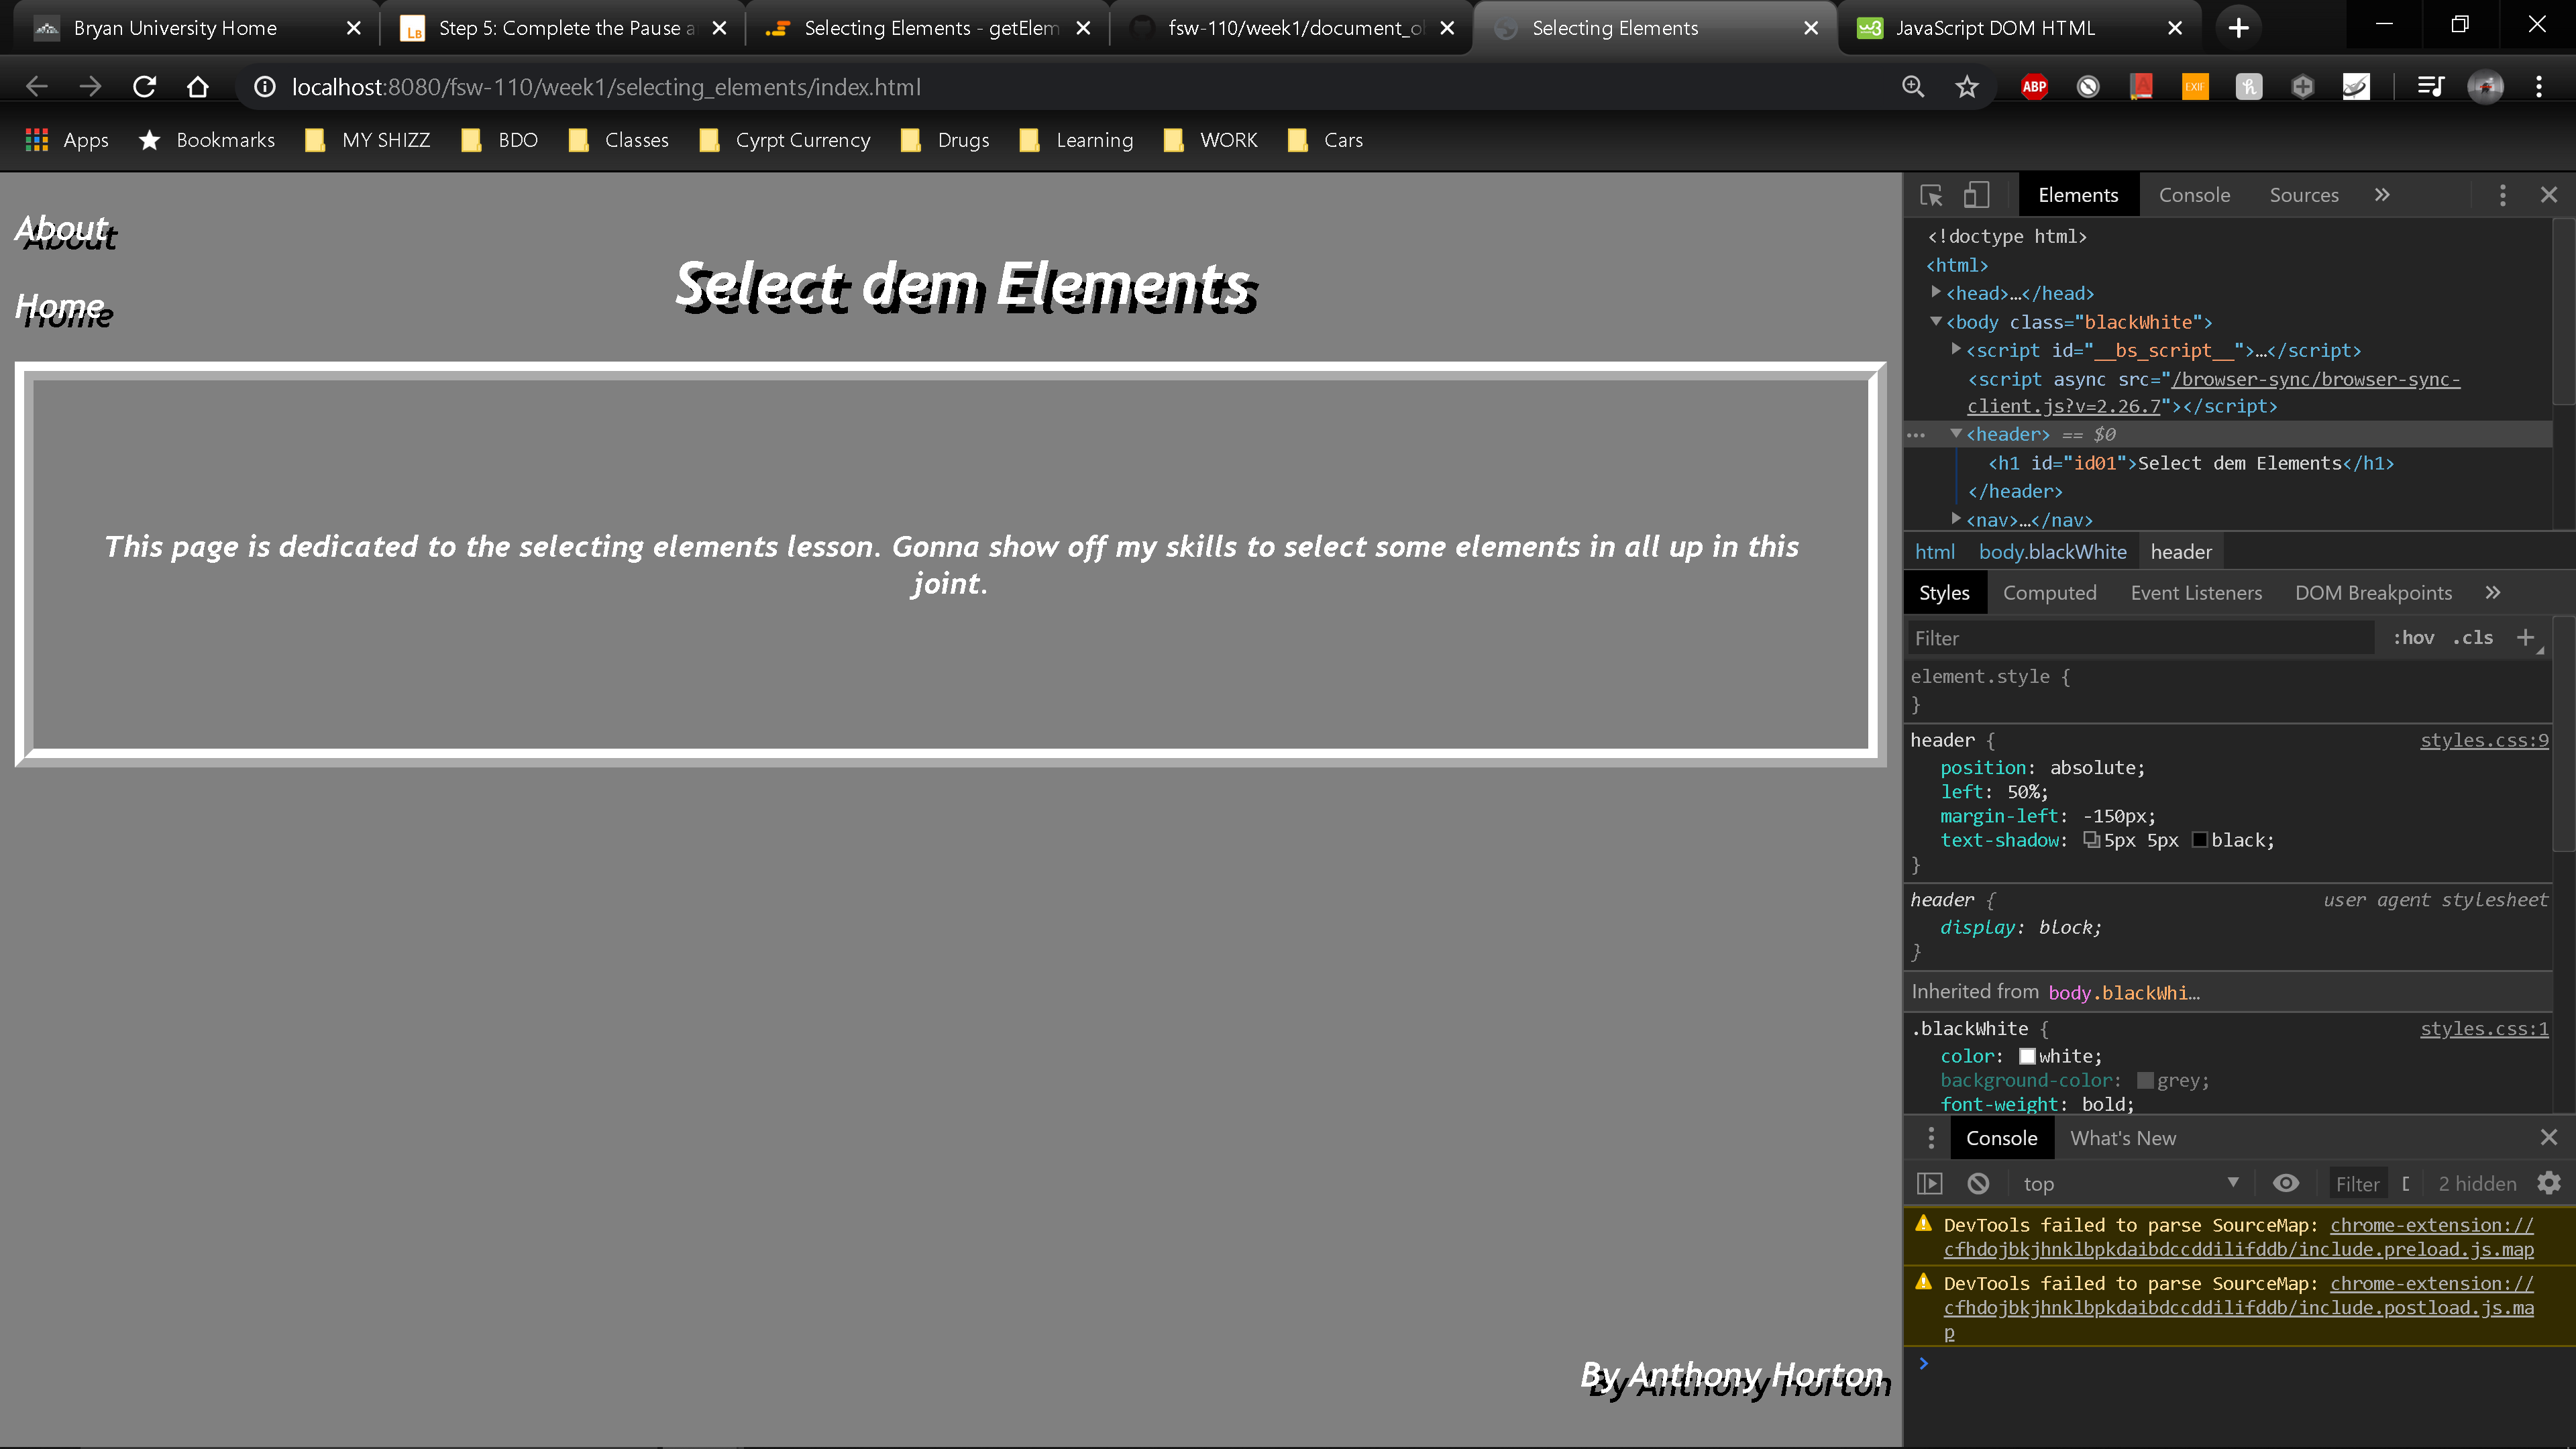 Bryan University Home
Step 5: Complete the Pause a
Selecting Elements - getElem
fsw-110/week1/document_ol
Selecting Elements
JavaScript DOM HTML
localhost:8080/fsw-110/week1/selecting_elements/index.html
ABP
EXIF
Apps
Bookmarks
MY SHIZZ
BDO
Classes
Cyrpt Currency
Drugs
Learning
WORK
Cars
About
Home
Select dem Elements
This page is dedicated to the selecting elements lesson. Gonna show off my skills to select some elements in all up in this
joint.
By Anthony Horton
Elements
Console
Sources
<!doctype html>
<html>
<head>…</head>
<body class="blackWhite">
<script id="__bs_script__">…</script>
<script async src="/browser-sync/browser-sync-
client.js?v=2.26.7"></script>
<header> == $0
<h1 id="id01">Select dem Elements</h1>
</header>
<nav>…</nav>
html body.blackWhite header
Styles Computed Event Listeners DOM Breakpoints
Filter :hov .cls
element.style {
}
header { styles.css:9
position: absolute;
left: 50%;
margin-left: -150px;
text-shadow: 5px 5px black;
}
header { user agent stylesheet
display: block;
}
Inherited from body.blackWhi…
.blackWhite { styles.css:1
color: white;
background-color: grey;
font-weight: bold;
Console What's New
top Filter 2 hidden
DevTools failed to parse SourceMap: chrome-extension://
cfhdojbkjhnklbpkdaibdccddilifddb/include.preload.js.map
DevTools failed to parse SourceMap: chrome-extension://
cfhdojbkjhnklbpkdaibdccddilifddb/include.postload.js.ma
p